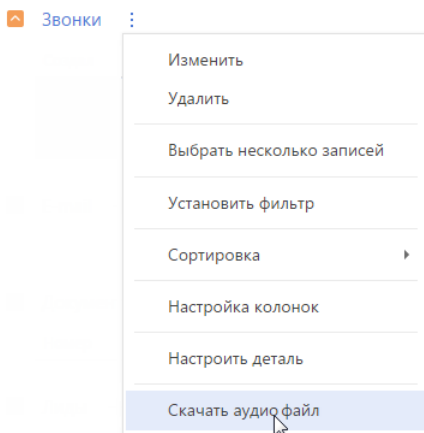 Звонки
Изменить
Удалить
Выбрать несколько записей
Установить фильтр
Сортировка
Настройка колонок
Настроить деталь
Скачать аудио файл